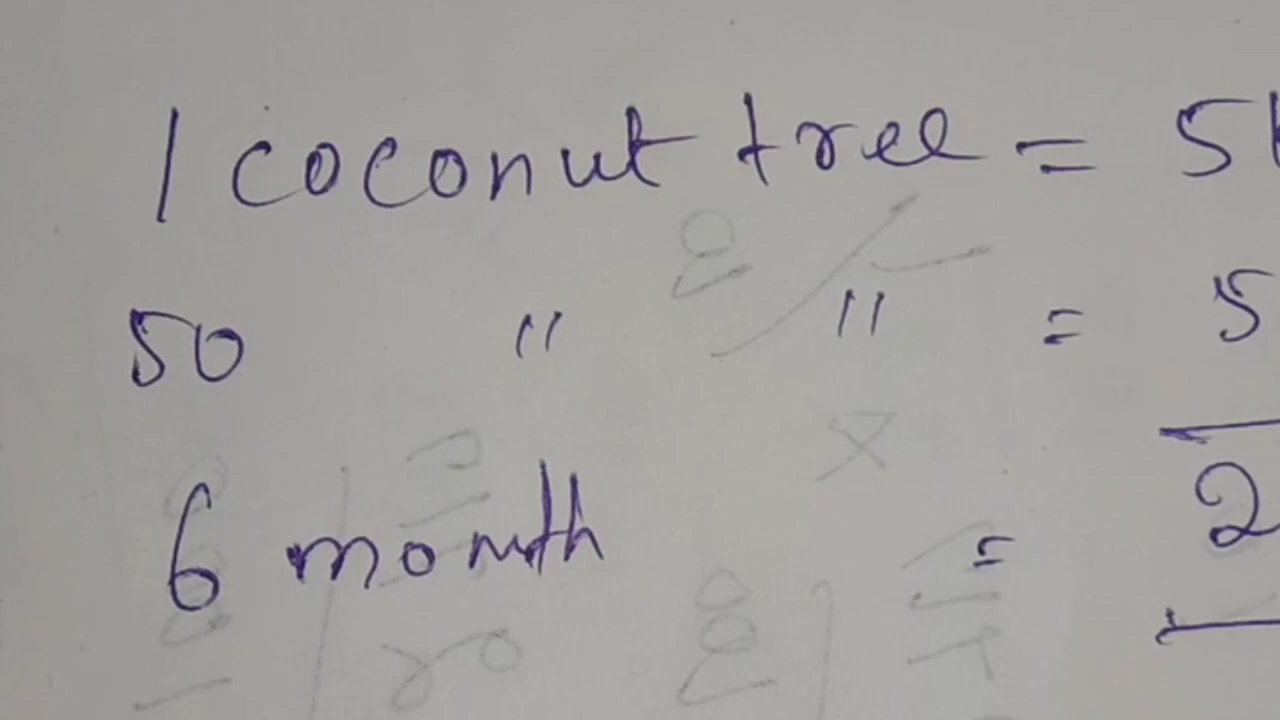 1 coconut tree = 5
50 " " = 5
6 month = 2